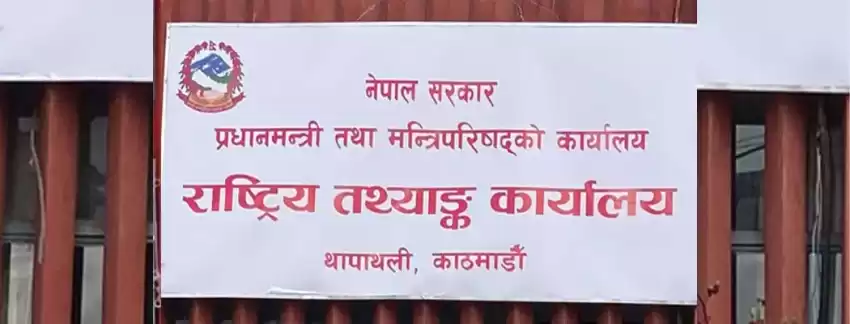 नेपाल सरकार
प्रधानमन्त्री तथा मन्त्रिपरिषद्को कार्यालय
राष्ट्रिय तथ्याङ्क कार्यालय
थापाथली, काठमाडौँ